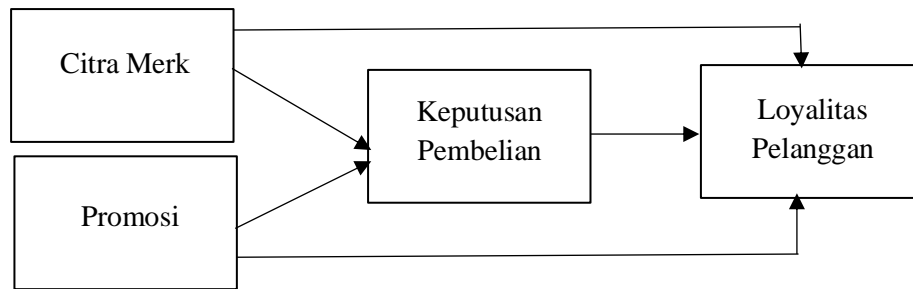 Citra Merk
Keputusan
Pembelian
Loyalitas
Pelanggan
Promosi